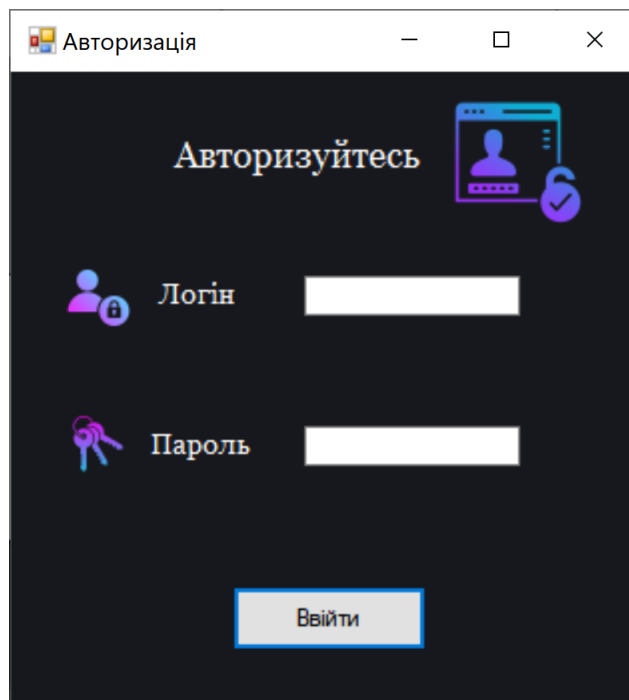 Авторизація
Авторизуйтесь
Логін
Пароль
Ввійти